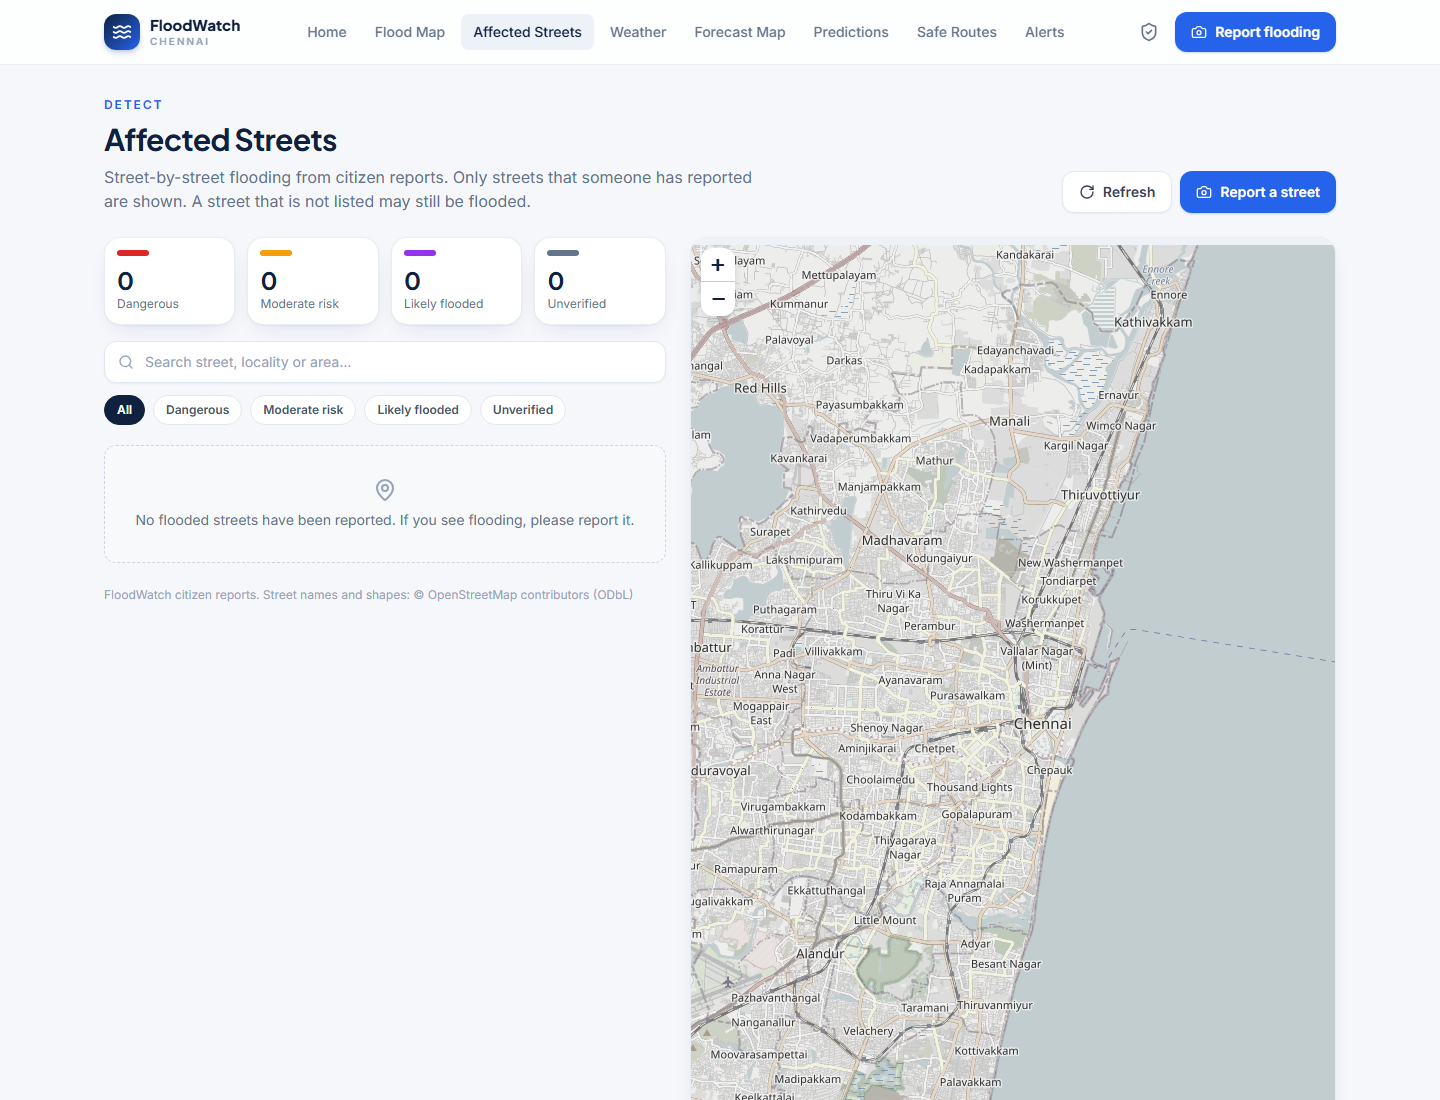 FloodWatch
CHENNAI
Home
Flood Map
Affected Streets
Weather
Forecast Map
Predictions
Safe Routes
Alerts
Report flooding
DETECT
Affected Streets
Street-by-street flooding from citizen reports. Only streets that someone has reported
are shown. A street that is not listed may still be flooded.
Refresh
Report a street
0
Dangerous
0
Moderate risk
0
Likely flooded
0
Unverified
Search street, locality or area...
All
Dangerous
Moderate risk
Likely flooded
Unverified
No flooded streets have been reported. If you see flooding, please report it.
FloodWatch citizen reports. Street names and shapes: © OpenStreetMap contributors (ODbL)
+
−
Kandakarai
Mettupalayam
Ennore
Creek
Ennore
Kummanur
Kathivakkam
Palavoyal
Edayanchavadi
Darkas
Kadapakkam
Red Hills
Ernavur
Payasumbakkam
Manali
Wimco Nagar
Vadaperumbakkam
Kargil Nagar
Kavankarai
Mathur
Manjampakkam
Thiruvottiyur
Kathirvedu
Surapet
Madhavaram
Lakshmipuram
Kodungaiyur
New Washermanpet
Kallikuppam
Tondiarpet
Thiru Vi Ka
Nagar
Korukkupet
Puthagaram
Korattur
Perambur
Washermanpet
Padi
Villivakkam
Vallalar Nagar
(Mint)
Ambattur
Industrial
Estate
Anna Nagar
West
Ayanavaram
Purasawalkam
Mogappair
East
Shenoy Nagar
Chennai
Aminjikarai
Chetpet
duravoyal
Choolaimedu
Chepauk
Thousand Lights
Virugambakkam
Kodambakkam
Gopalapuram
Alwarthirunagar
Thiyagaraya
Nagar
Ramapuram
Ekkattuthangal
Raja Annamalai
Puram
ugalivakkam
Little Mount
Alandur
Adyar
Besant Nagar
Pazhavanthangal
Taramani
Thiruvanmiyur
Nanganallur
Velachery
Moovarasampettai
Kottivakkam
Madipakkam
Palavakkam
Keelkattalai